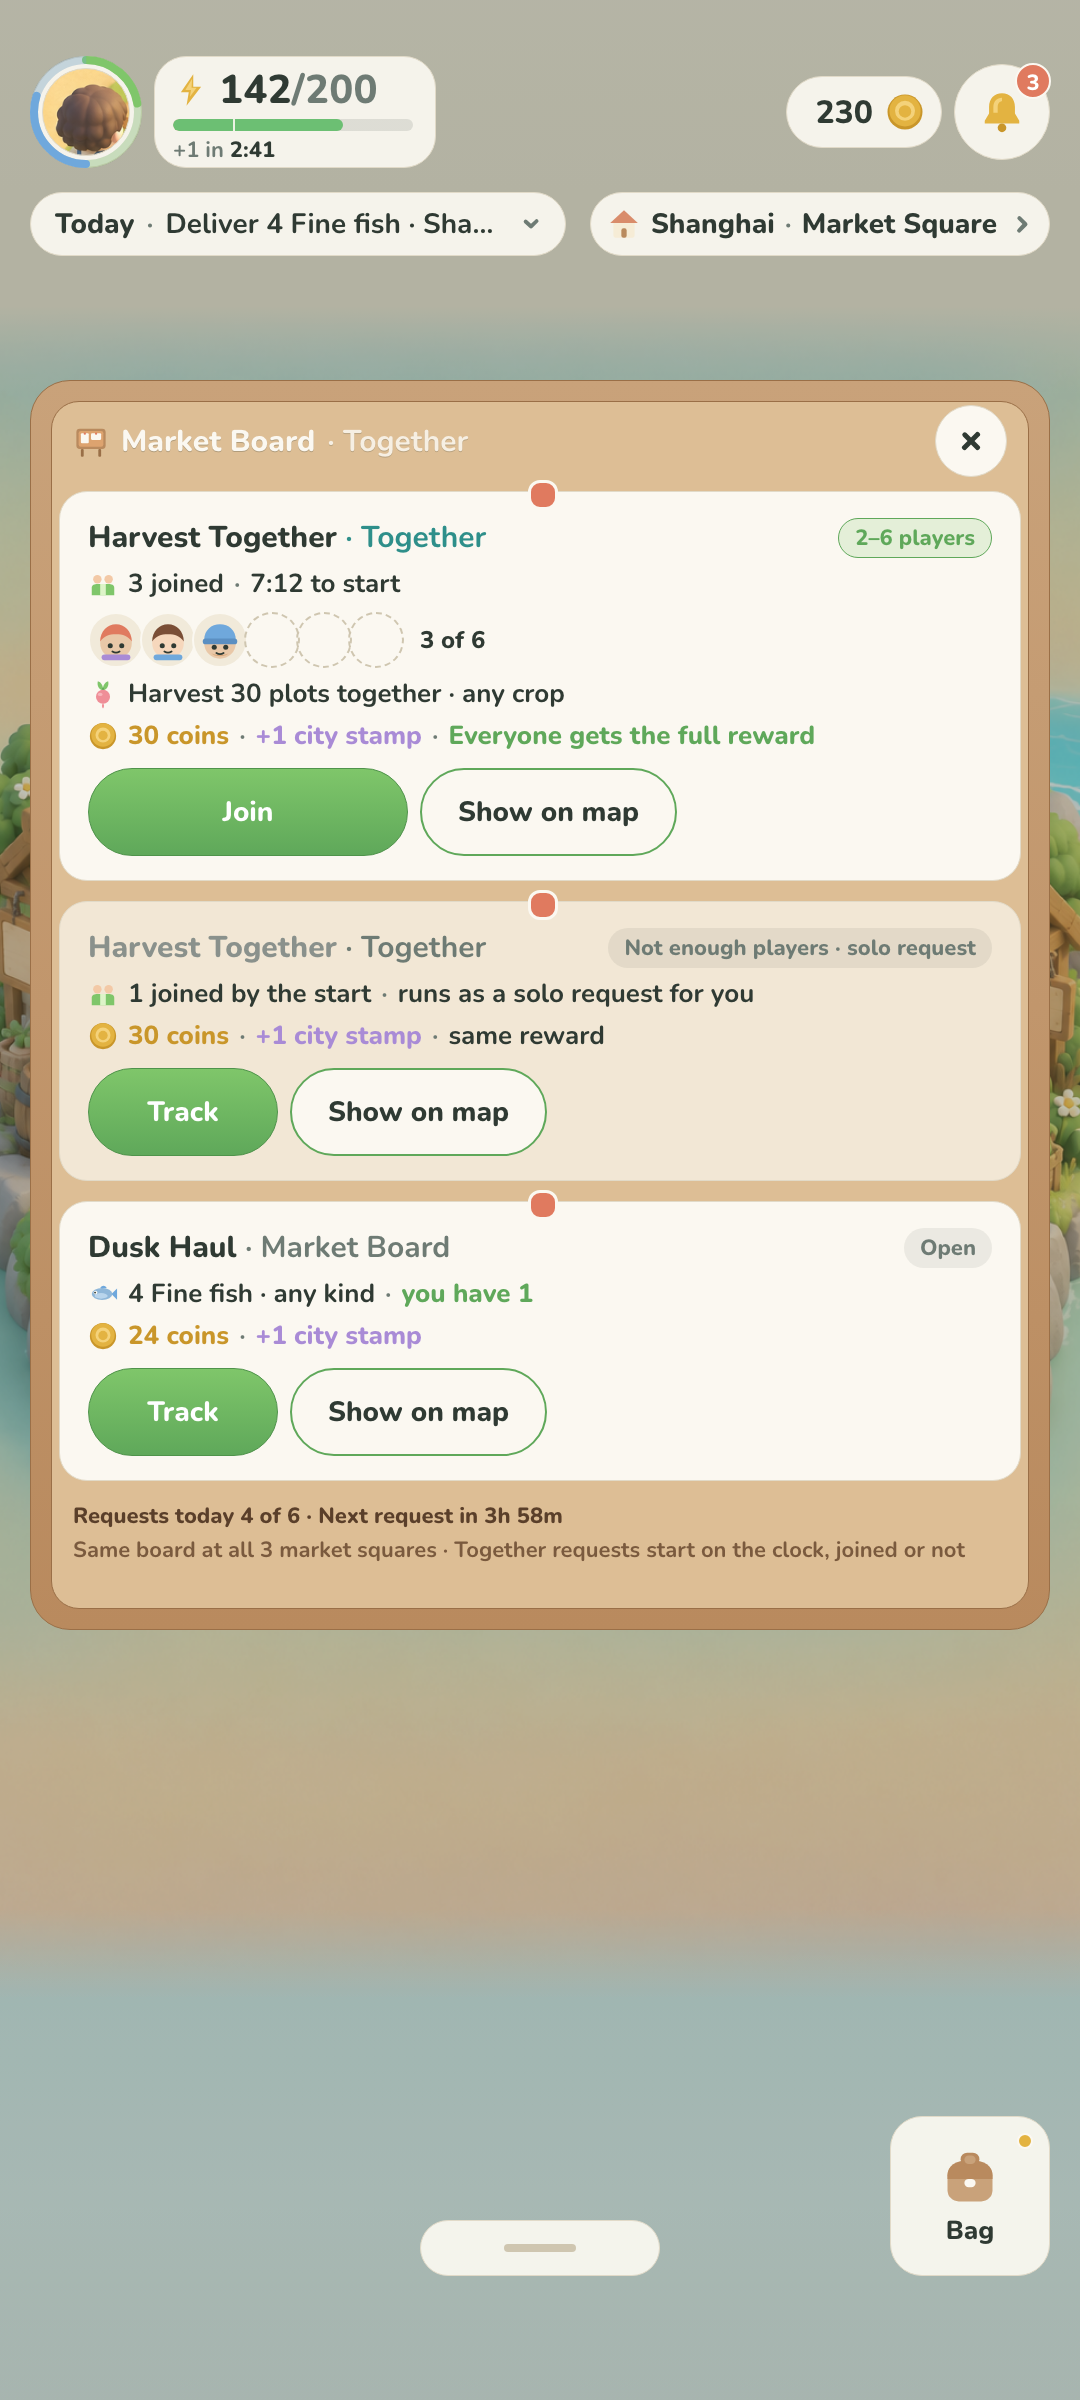 142/200
+1 in 2:41
230
3
Today · Deliver 4 Fine fish · Sha...
Shanghai · Market Square
Market Board · Together
Harvest Together · Together
2–6 players
3 joined · 7:12 to start
3 of 6
Harvest 30 plots together · any crop
30 coins · +1 city stamp · Everyone gets the full reward
Join
Show on map
Harvest Together · Together
Not enough players · solo request
1 joined by the start · runs as a solo request for you
30 coins · +1 city stamp · same reward
Track
Show on map
Dusk Haul · Market Board
Open
4 Fine fish · any kind · you have 1
24 coins · +1 city stamp
Track
Show on map
Requests today 4 of 6 · Next request in 3h 58m
Same board at all 3 market squares · Together requests start on the clock, joined or not
Bag